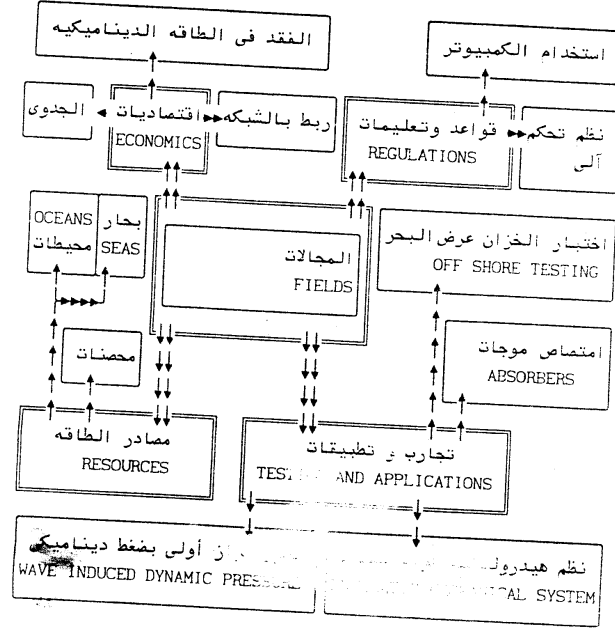 الفقد فى الطاقه الديناميكيه
استخدام الكمبيوتر
الجدوى
اقتصاديات
ECONOMICS
ربط بالشبكه
قواعد وتعليمات
REGULATIONS
نظم تحكم
آلى
OCEANS
محيطات
بحار
SEAS
المجالات
FIELDS
اختبار الخزان عرض البحر
OFF SHORE TESTING
محصنات
امتصاص موجات
ABSORBERS
مصادر الطاقه
RESOURCES
تجارب و تطبيقات
AND APPLICATIONS
أولى بضغط ديناميكى
WAVE INDUCED DYNAMIC
نظم
SYSTEM